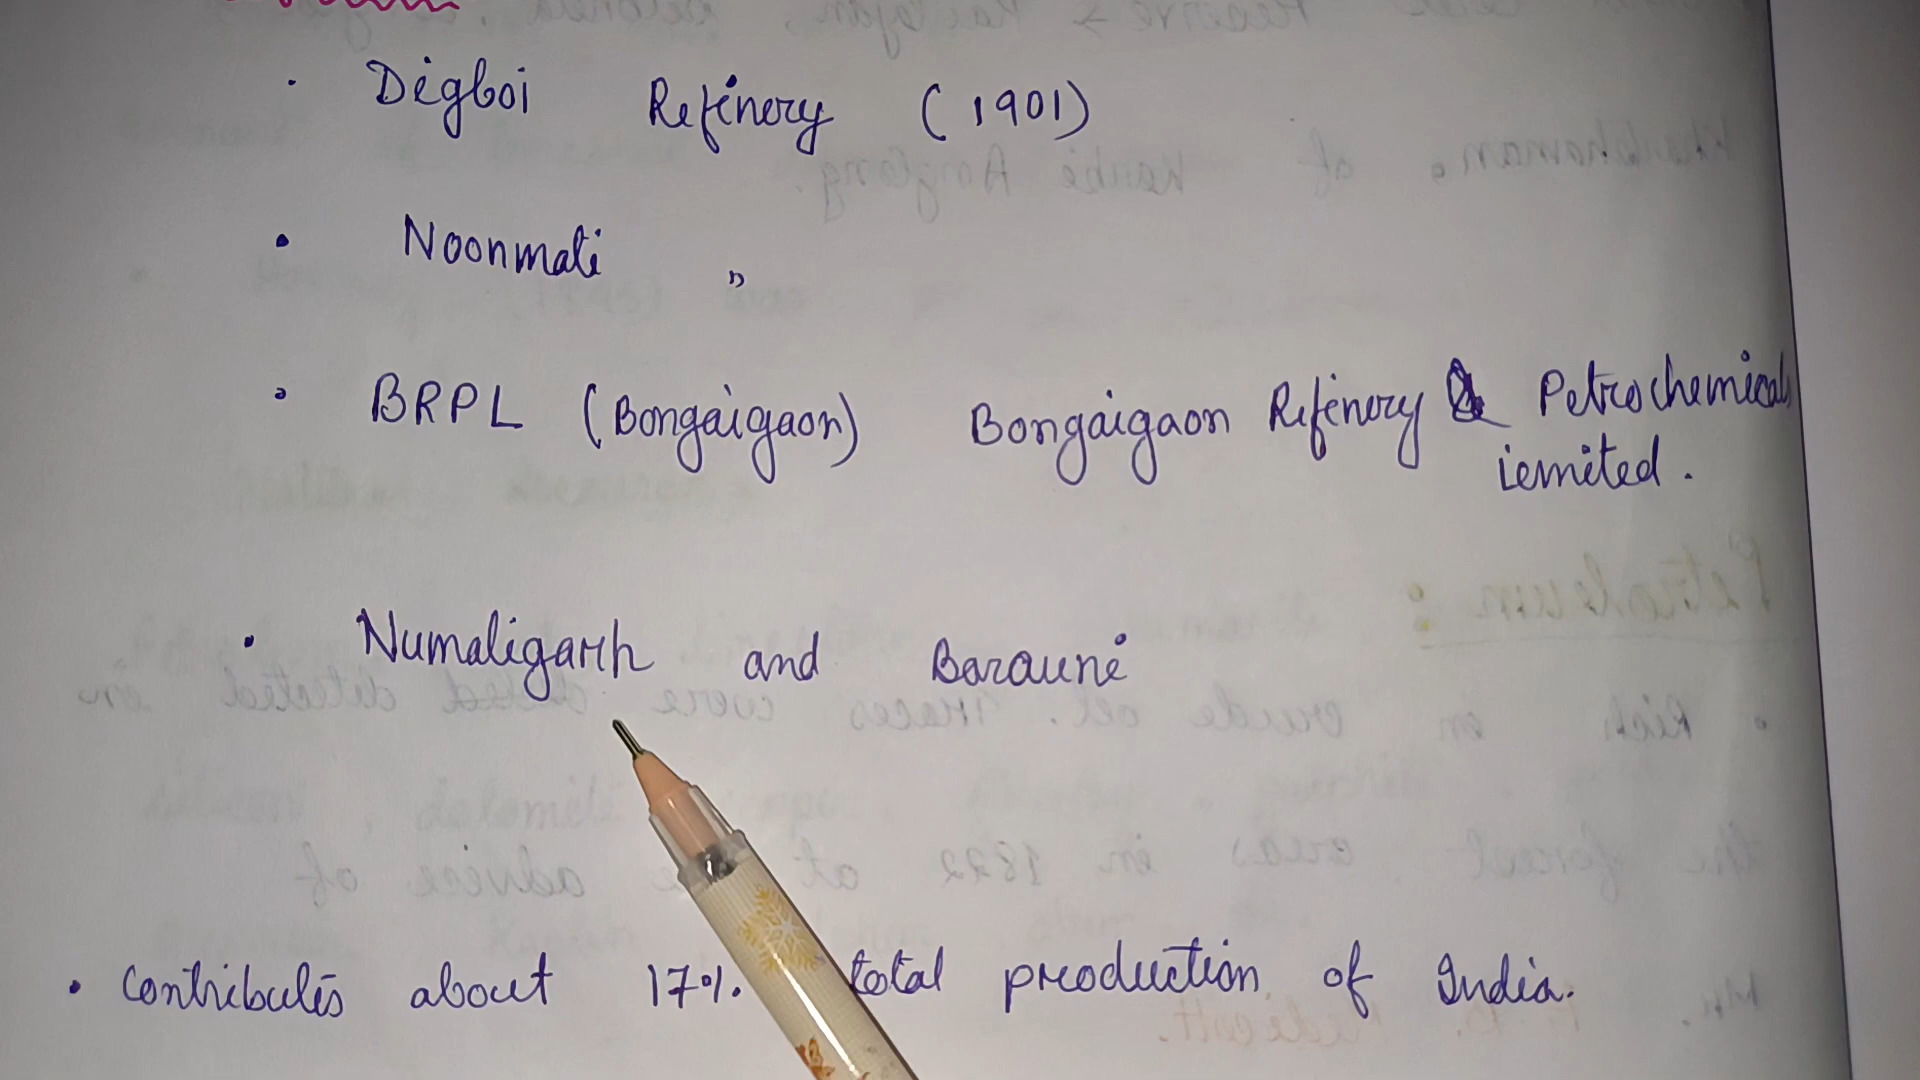 · Digboi Refinery (1901)
· Noonmati "
· BRPL (Bongaigaon) Bongaigaon Refinery & Petrochemicals
Limited.
· Numaligarh and Barauni
· Contributes about 17% total production of India.